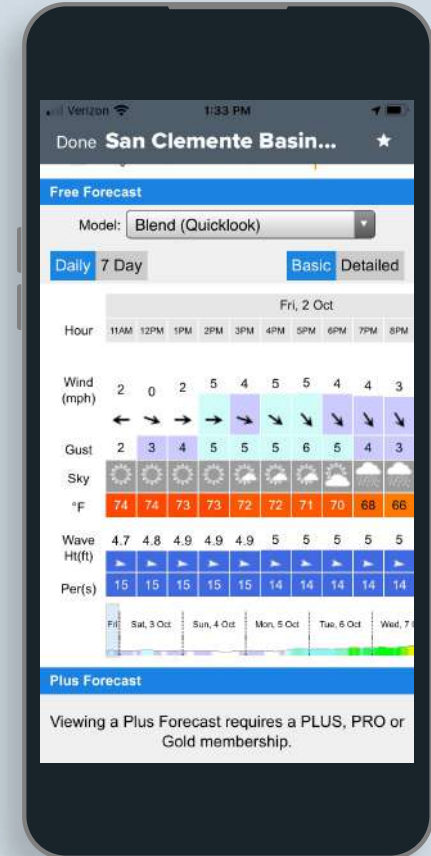 Verizon 1:33 PM
Done San Clemente Basin...
Free Forecast
Model: Blend (Quicklook)
Daily 7 Day Basic Detailed
Fri, 2 Oct
Hour 11AM 12PM 1PM 2PM 3PM 4PM 5PM 6PM 7PM 8PM
Wind 2 0 2 5 4 5 5 4 4 3
(mph)
Gust 2 3 4 5 5 5 6 5 4 3
Sky
°F 74 74 73 73 72 72 71 70 68 66
Wave 4.7 4.8 4.9 4.9 4.9 5 5 5 5 5
Ht(ft)
Per(s) 15 15 15 15 15 14 14 14 14 14
Fri Sat, 3 Oct Sun, 4 Oct Mon, 5 Oct Tue, 6 Oct Wed, 7
Plus Forecast
Viewing a Plus Forecast requires a PLUS, PRO or
Gold membership.